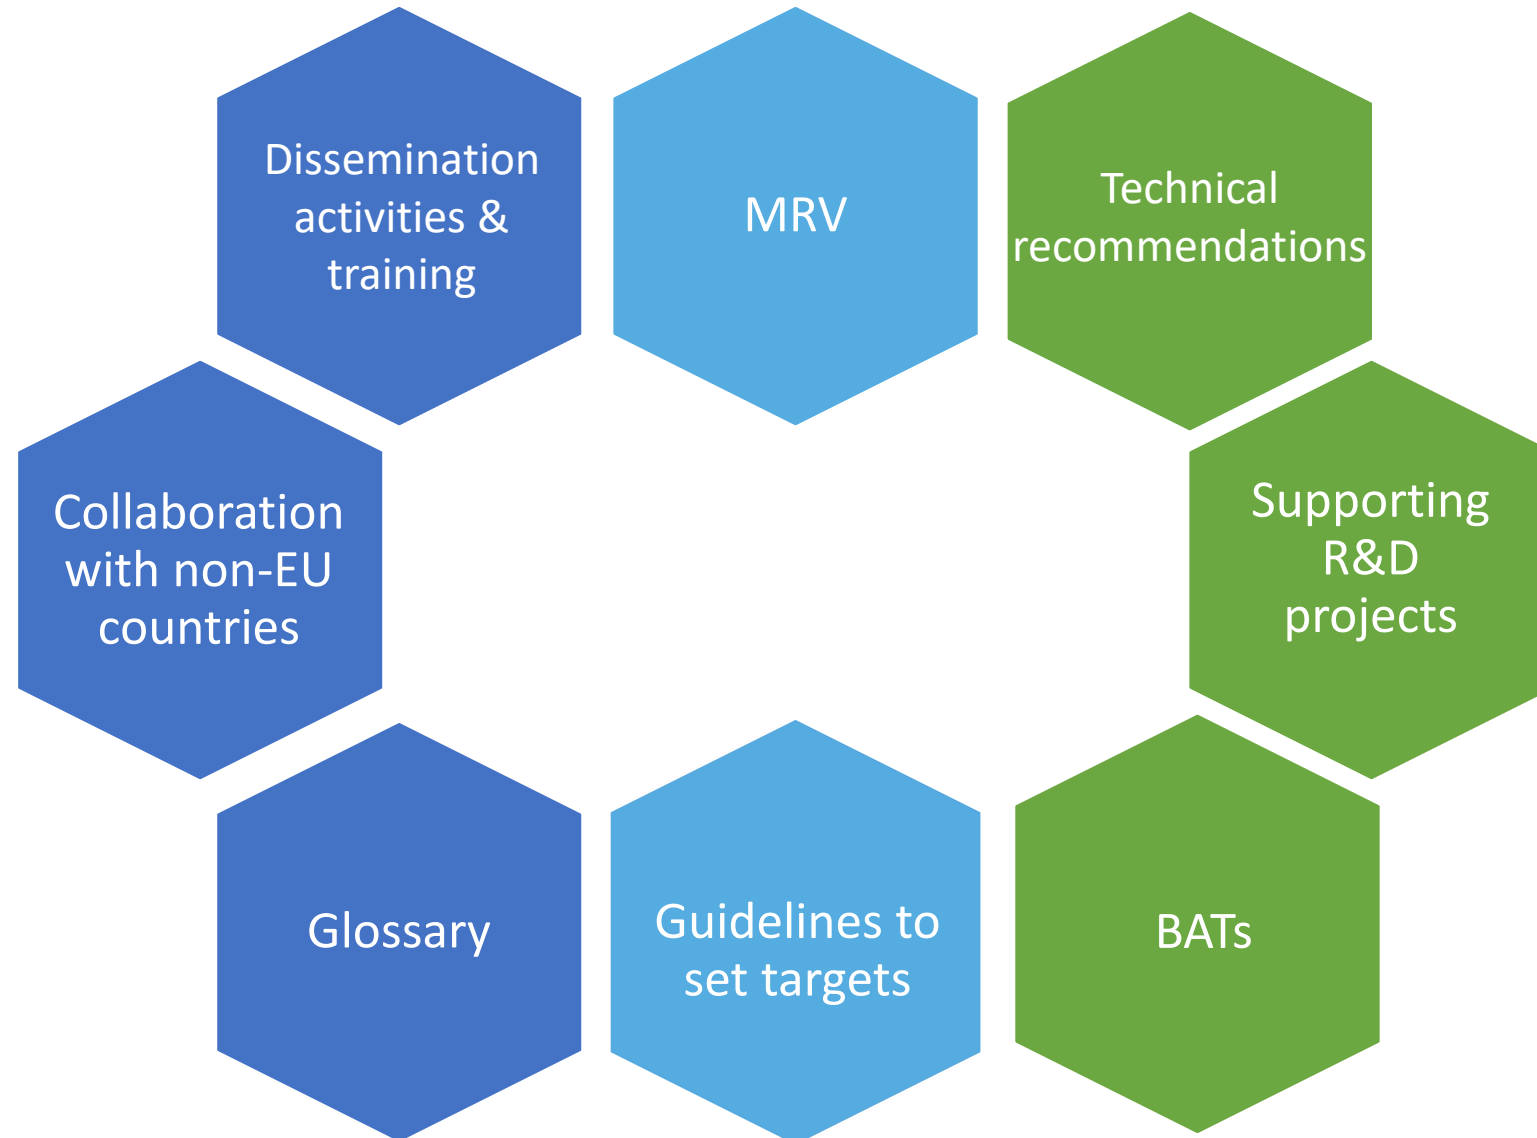 Dissemination
activities &
training
MRV
Technical
recommendations
Collaboration
with non-EU
countries
Supporting
R&D
projects
Glossary
Guidelines to
set targets
BATs